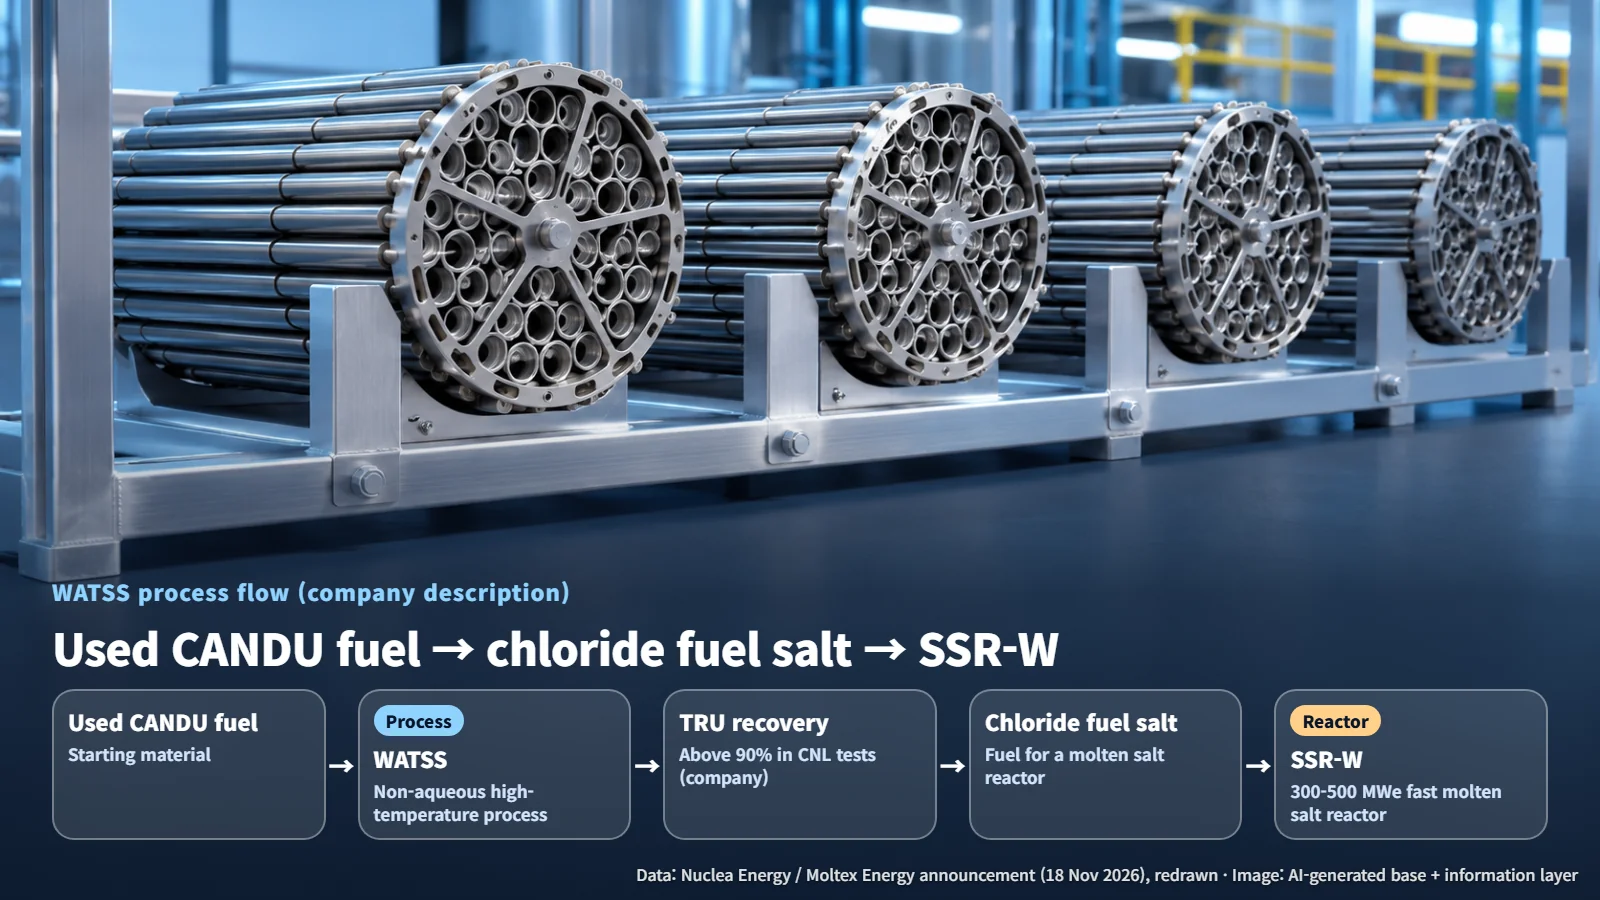 WATSS process flow (company description)
Used CANDU fuel → chloride fuel salt → SSR-W
Used CANDU fuel
Starting material
→
Process
WATSS
Non-aqueous high-
temperature process
→
TRU recovery
Above 90% in CNL tests
(company)
→
Chloride fuel salt
Fuel for a molten salt
reactor
→
Reactor
SSR-W
300-500 MWe fast molten
salt reactor
Data: Nuclea Energy / Moltex Energy announcement (18 Nov 2026), redrawn · Image: AI-generated base + information layer